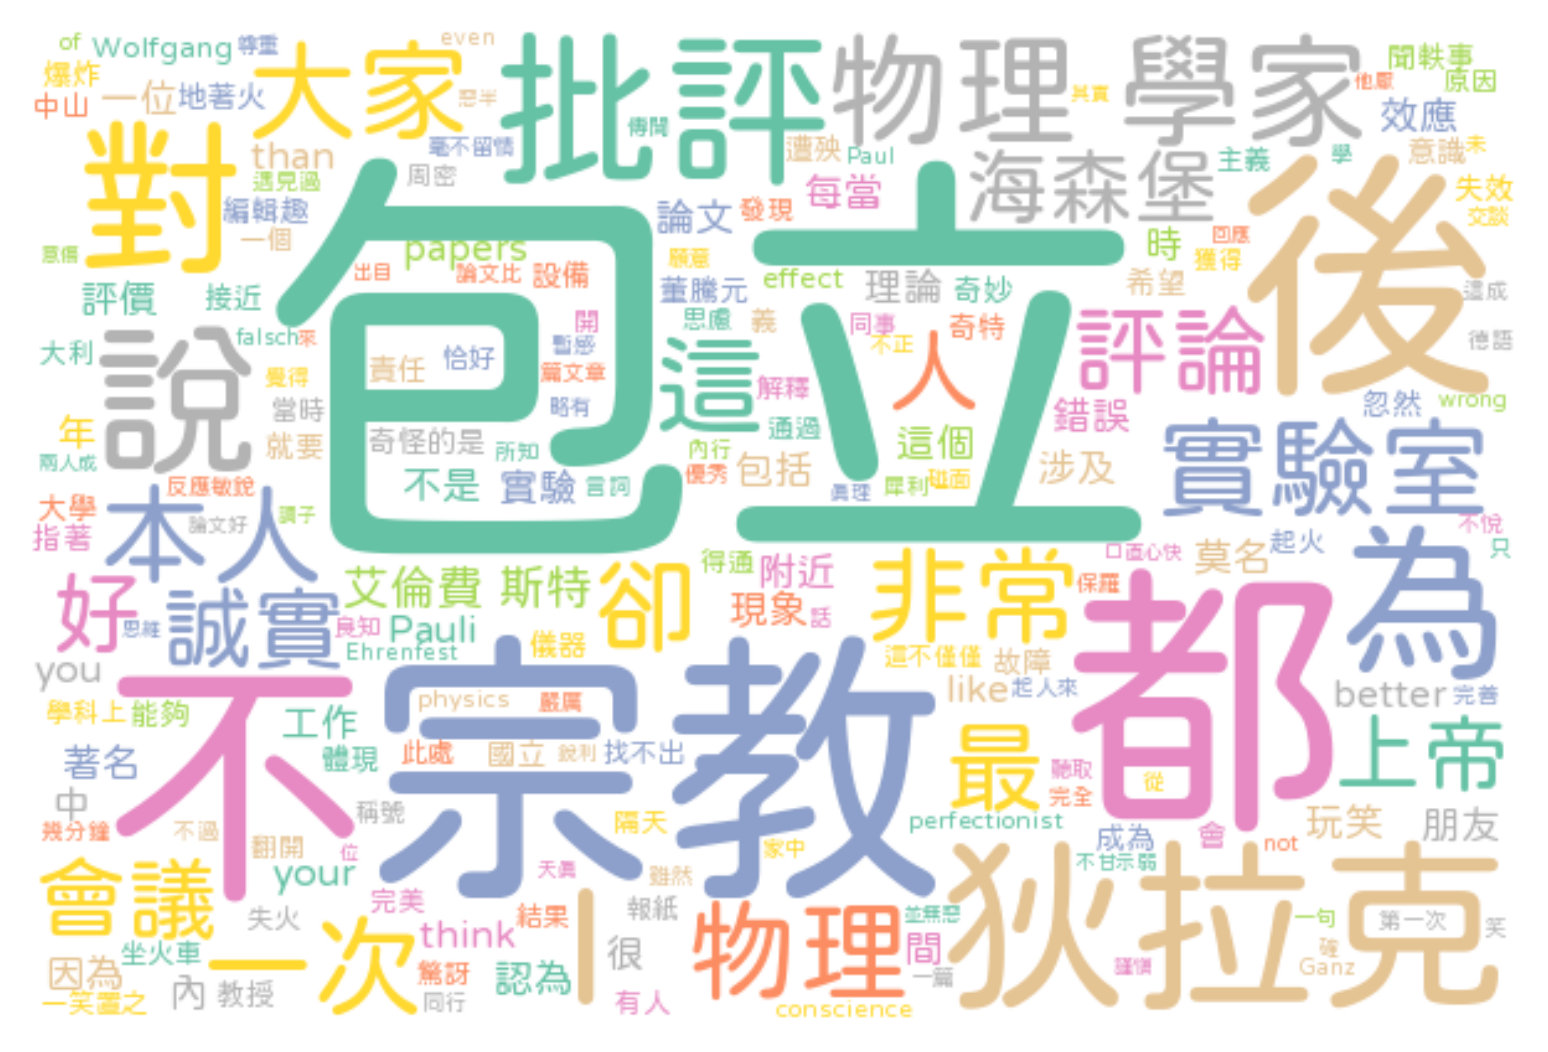 of Wolfgang 尊重 大家 even 批評 物理 學家 聞軼事
爆炸 惡半 其實 他厭 原因
中山 一位 地著火 傳聞 效應
對 than 毫不留情 遭殃 Paul 海森堡 主義 學 意識 未
遇見過 周密 每當 後 失效
編輯趣 包立 論文 發現 交談
一個 papers 願意 時 回應
意傷 出自 論文比 設備 effect 獲得
評價 接近 董騰元 理論 奇妙 希望 這成
說 falsch 來 開 思慮 義 同事 奇特 評論
大利 責任 恰好 暫感 這 不正 人 德語
覺得 篇文章 解釋
年 當時 略有 錯誤 忽然 wrong
就要 奇怪的是 所知 內行 通過 這個 實驗室
兩人成 不是 實驗 言詞 優秀 包括 犀利 碰面 涉及
大學 反應敏銳 眞理
指著 本人 論文好 調子 不悅
口直心快 莫名 起火 只
好 誠實 艾倫費 斯特 卻 得通 附近 非常 保羅 都 為
思維 良知 Pauli 現象 話
you Ehrenfest 儀器 這不僅僅 故障
不 宗教 physics 嚴厲 like 起人來 better 完善
學科上 能夠 工作 最 上帝
著名 體現 此處 國立 銳利 找不出 聽取 從
中 稱號 完全
幾分鐘 不過 隔天 perfectionist 玩笑 朋友
翻開 位 家中 成為 會 not
會議 your 天眞 雖然 不甘示弱 狄拉克
失火 完美 結果 報紙 並無惡 一句 第一次 笑
坐火車 一次 think 物理 間 確
因為 驚訝 認為 很 一篇 謹愼 Ganz
一笑置之 內 教授 同行 有人 conscience